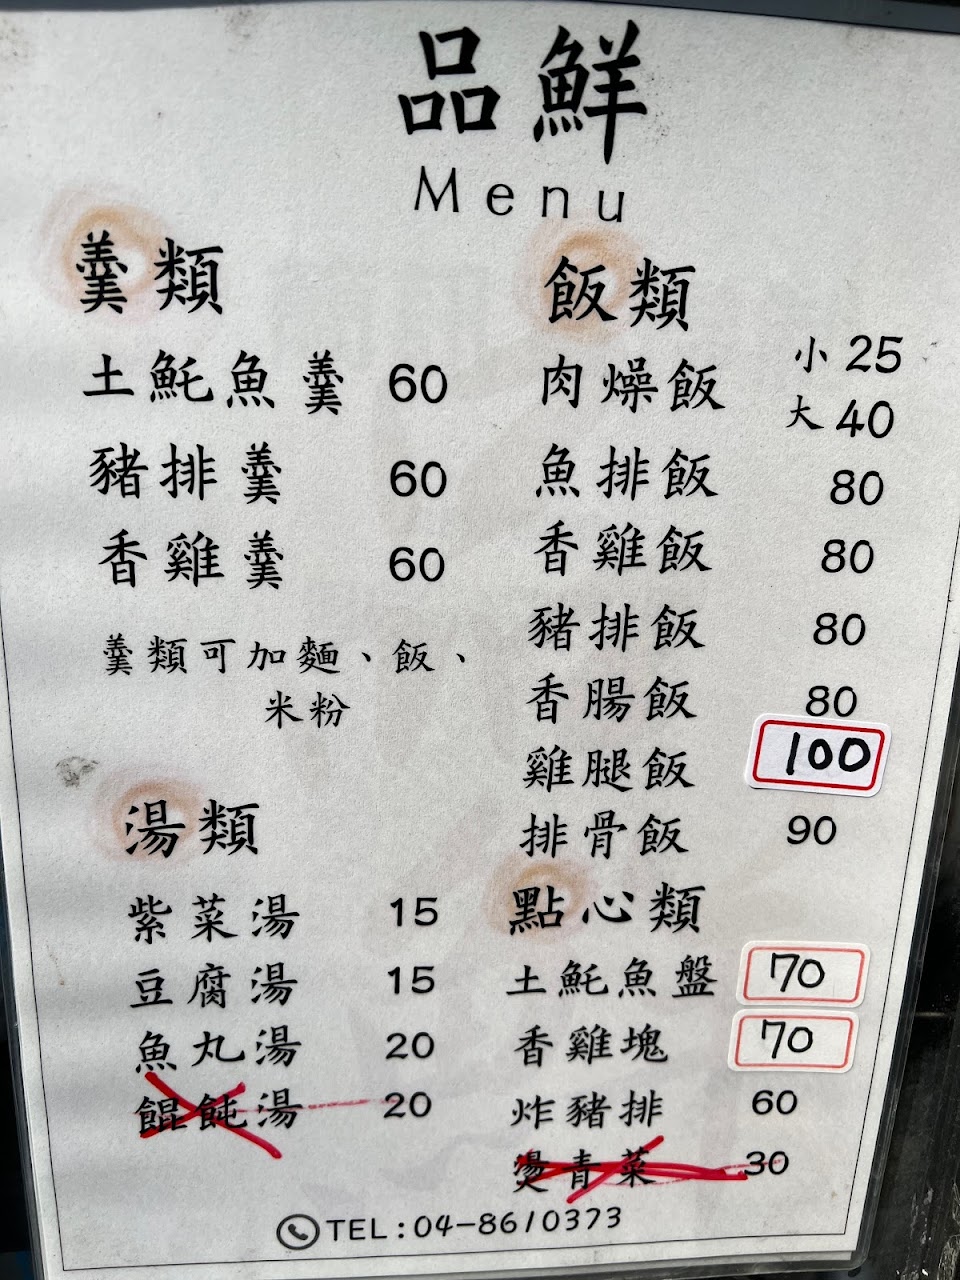 品鮮
Menu
羹類
土魠魚羹 60
豬排羹 60
香雞羹 60
羹類可加麵、飯、
米粉
湯類
紫菜湯 15
豆腐湯 15
魚丸湯 20
餛飩湯 20
飯類
肉燥飯 小 25
大 40
魚排飯 80
香雞飯 80
豬排飯 80
香腸飯 80
雞腿飯 100
排骨飯 90
點心類
土魠魚盤 70
香雞塊 70
炸豬排 60
燙青菜 30
TEL:04-8610373